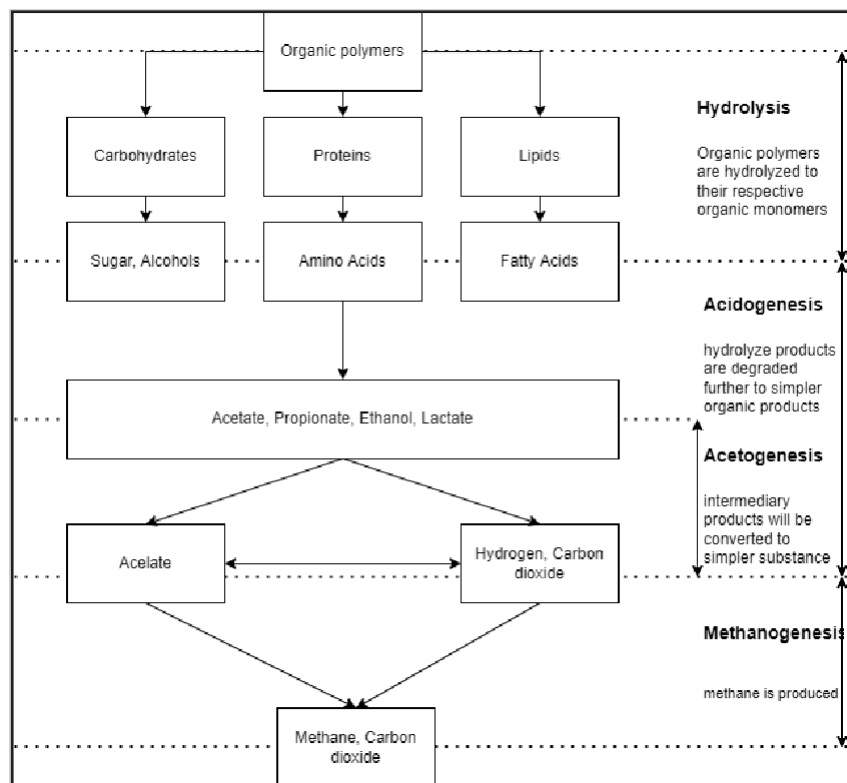 Organic polymers
Carbohydrates
Proteins
Lipids
Sugar, Alcohols
Amino Acids
Fatty Acids
Acetate, Propionate, Ethanol, Lactate
Acelate
Hydrogen, Carbon
dioxide
Methane, Carbon
dioxide
Hydrolysis
Organic polymers
are hydrolyzed to
their respective
organic monomers
Acidogenesis
hydrolyze products
are degraded
further to simpler
organic products
Acetogenesis
intermediary
products will be
converted to
simpler substance
Methanogenesis
methane is produced